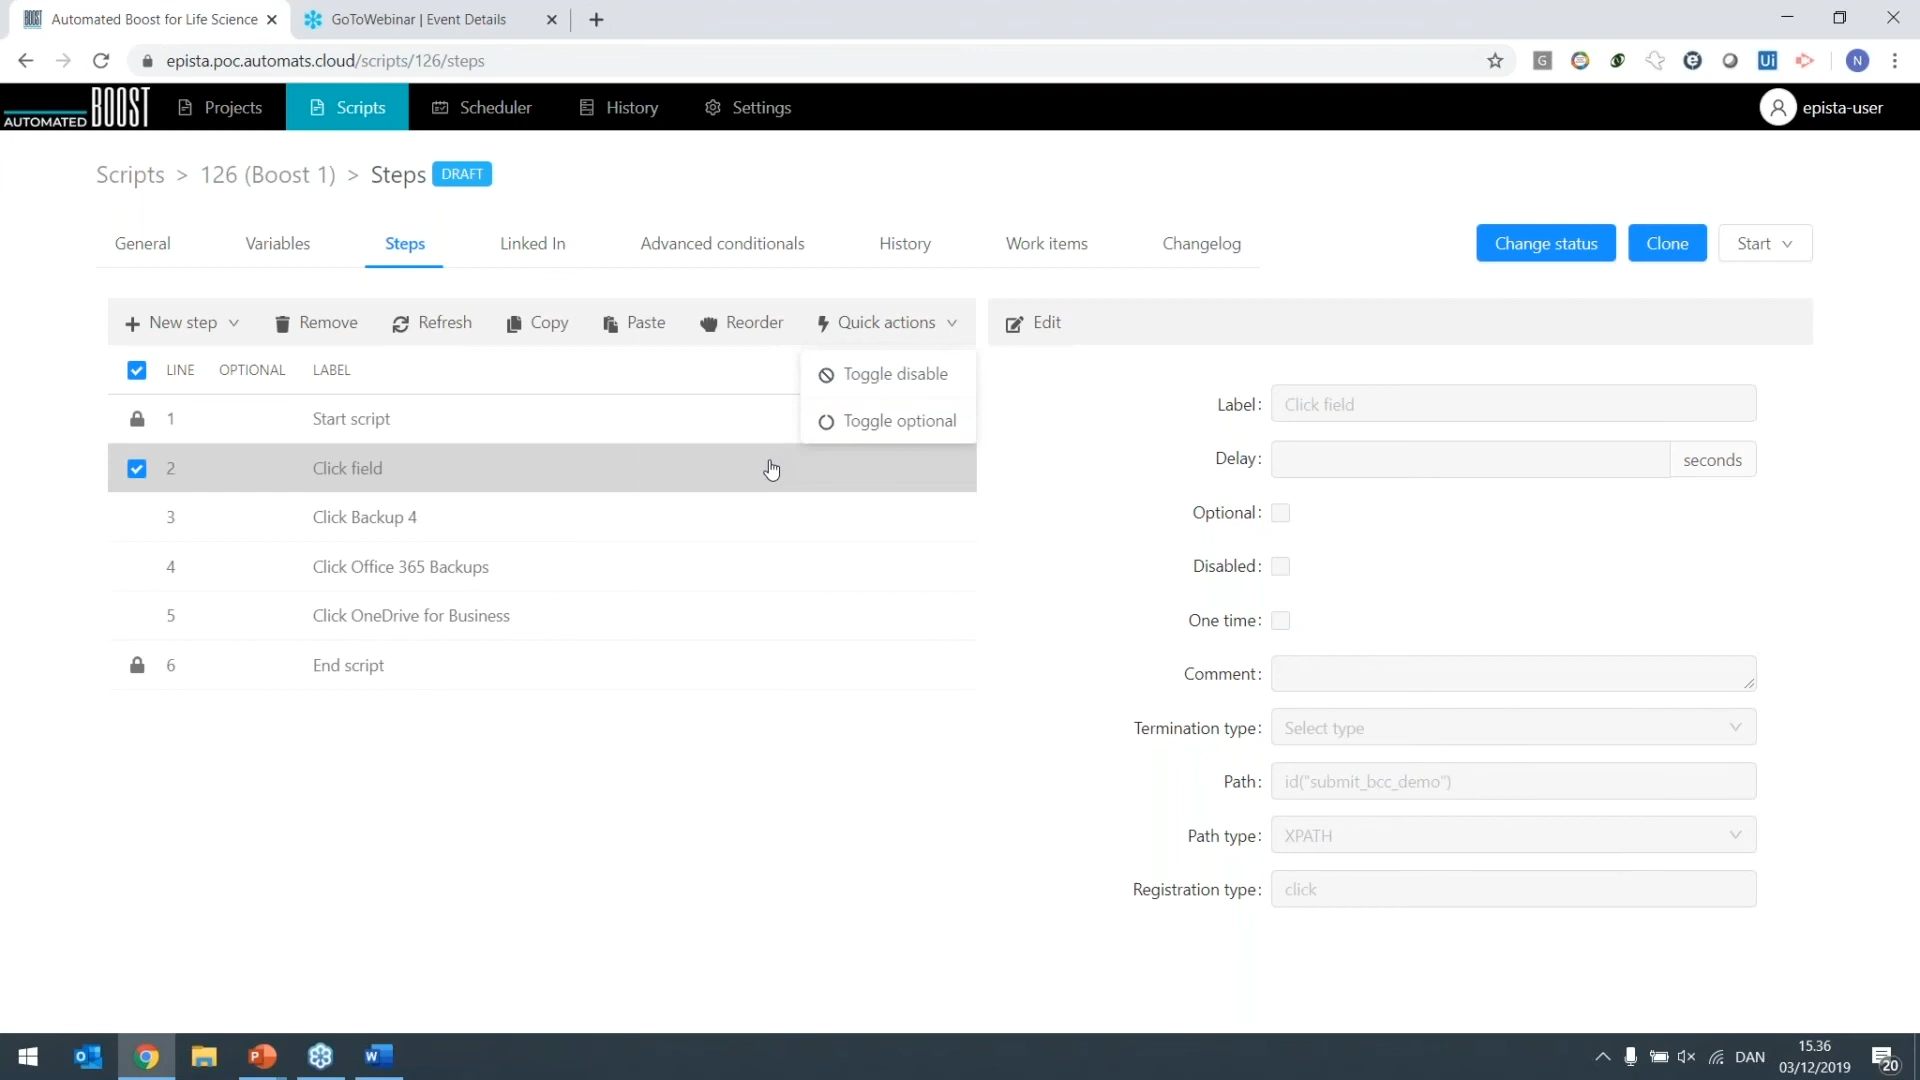 Automated Boost for Life Science
GoToWebinar | Event Details
epista.poc.automats.cloud/scripts/126/steps
G
Ui
N
AUTOMATED BOOST
Projects
Scripts
Scheduler
History
Settings
epista-user
Scripts > 126 (Boost 1) > Steps DRAFT
General
Variables
Steps
Linked In
Advanced conditionals
History
Work items
Changelog
Change status
Clone
Start
New step
Remove
Refresh
Copy
Paste
Reorder
Quick actions
Edit
LINE OPTIONAL LABEL
Toggle disable
Toggle optional
1 Start script
2 Click field
3 Click Backup 4
4 Click Office 365 Backups
5 Click OneDrive for Business
6 End script
Label: Click field
Delay: seconds
Optional:
Disabled:
One time:
Comment:
Termination type: Select type
Path: id("submit_bcc_demo")
Path type: XPATH
Registration type: click
DAN
15.36
03/12/2019
20